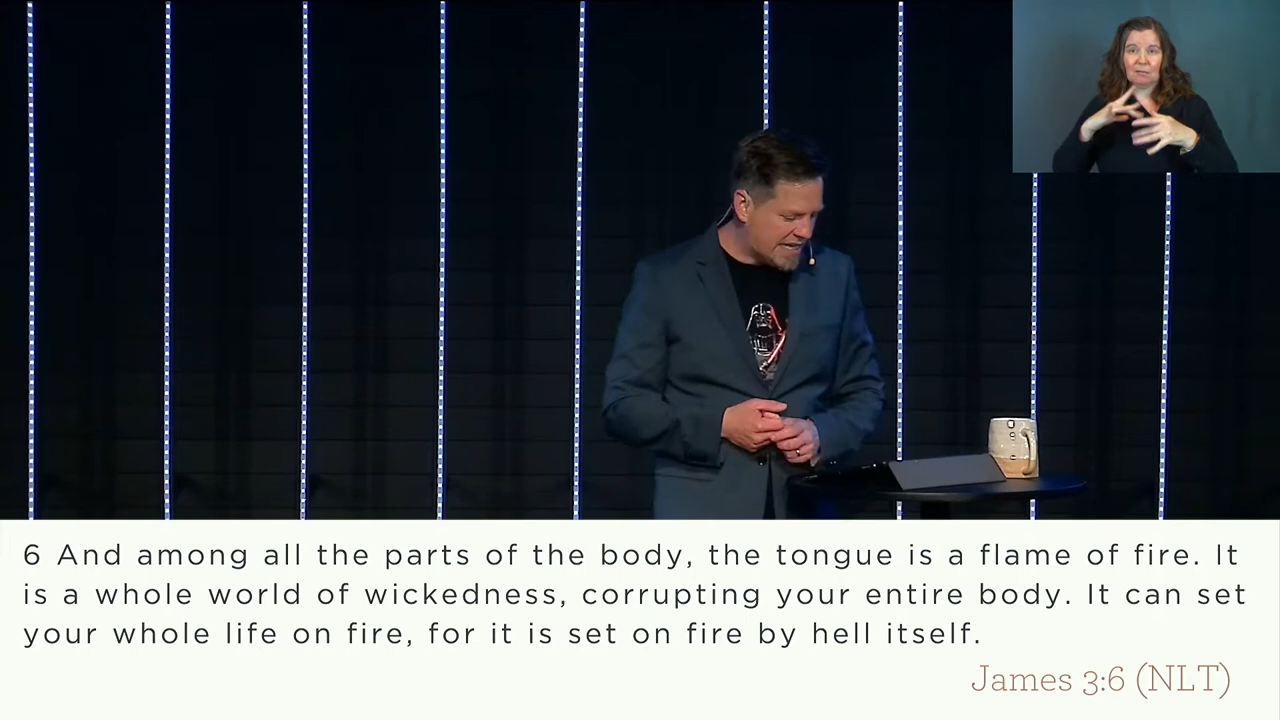 6 And among all the parts of the body, the tongue is a flame of fire. It
is a whole world of wickedness, corrupting your entire body. It can set
your whole life on fire, for it is set on fire by hell itself.
James 3:6 (NLT)